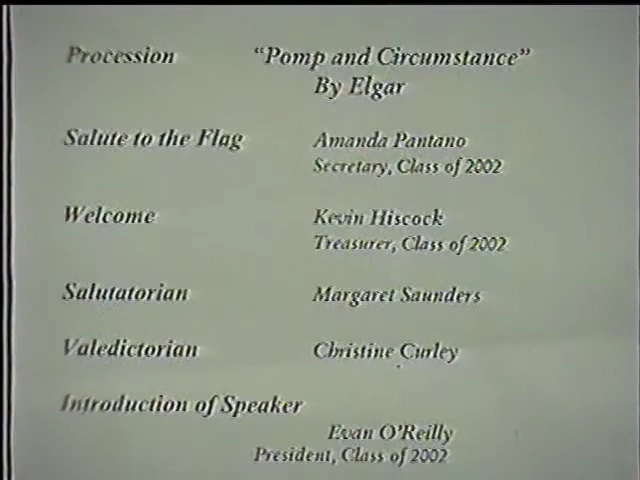 Procession "Pomp and Circumstance"
By Elgar
Salute to the Flag Amanda Pantano
Secretary, Class of 2002
Welcome Kevin Hiscock
Treasurer, Class of 2002
Salutatorian Margaret Saunders
Valedictorian Christine Curley
Introduction of Speaker
Evan O'Reilly
President, Class of 2002